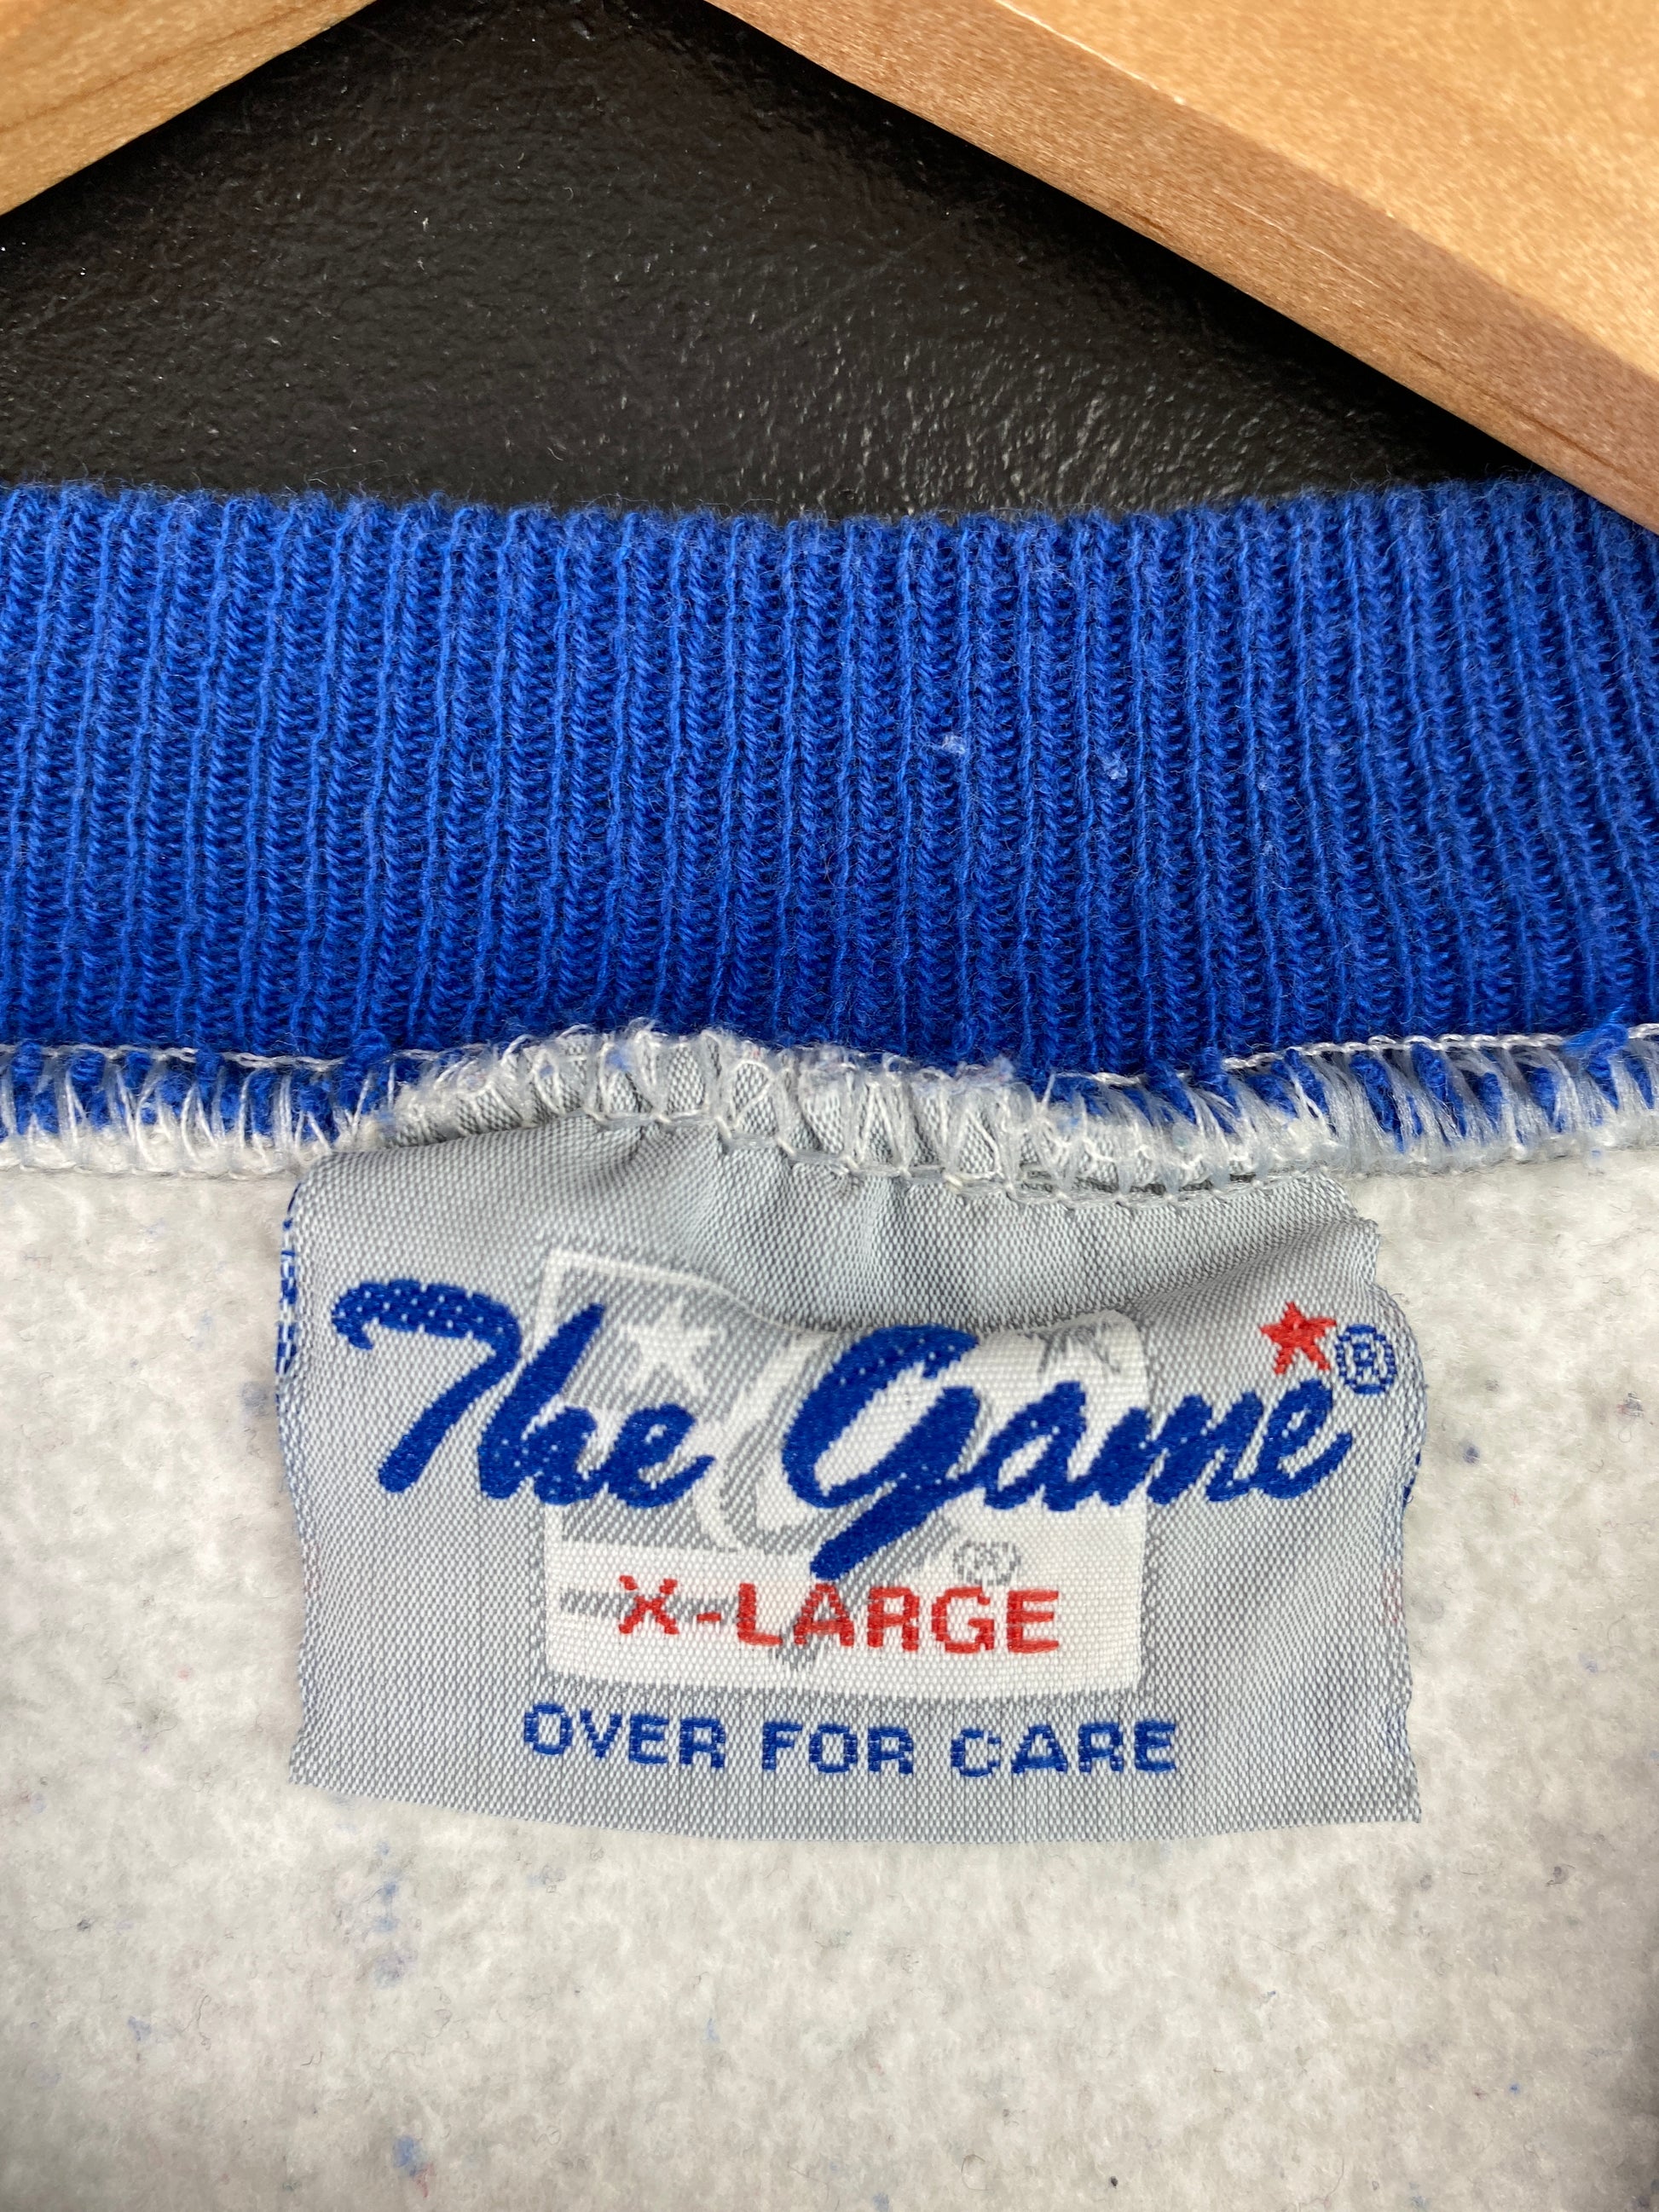 The Game®
®
X-LARGE
OVER FOR CARE